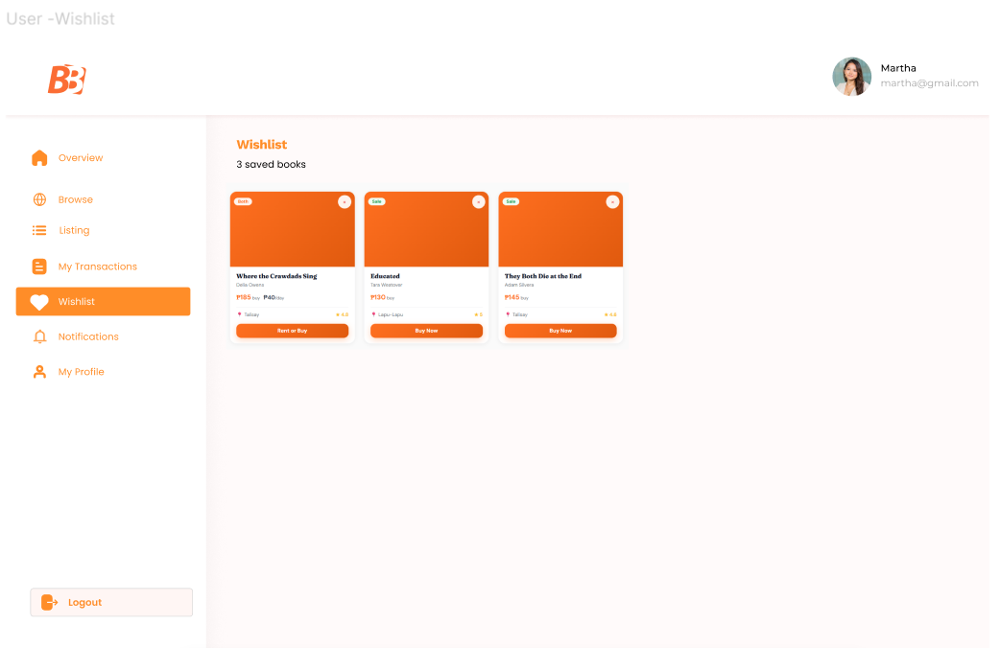 User -Wishlist
BB
Martha
martha@gmail.com
Overview
Browse
Listing
My Transactions
Wishlist
Notifications
My Profile
Logout
Wishlist
3 saved books
Both
Where the Crawdads Sing
Delia Owens
₱185 buy ₱40/day
Talisay
★ 4.8
Rent or Buy
Sale
Educated
Tara Westover
₱130 buy
Lapu-Lapu
★ 5
Buy Now
Sale
They Both Die at the End
Adam Silvera
₱145 buy
Talisay
★ 4.8
Buy Now